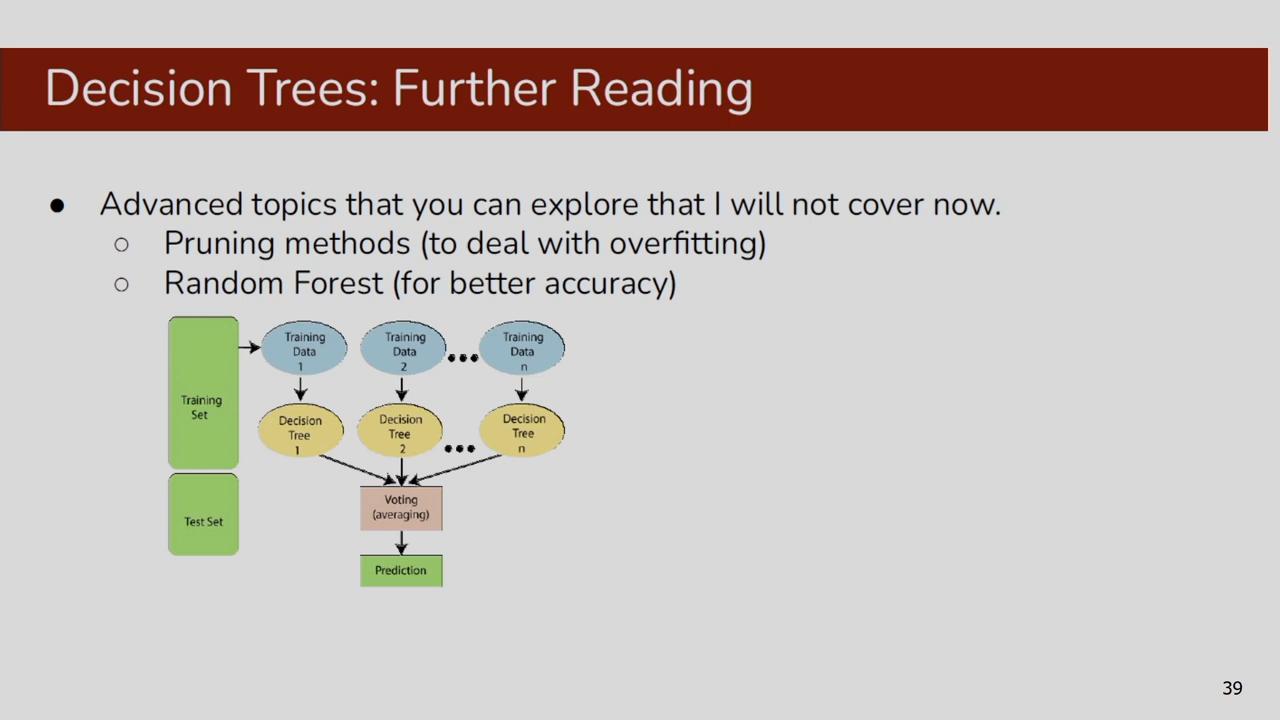 Decision Trees: Further Reading
● Advanced topics that you can explore that I will not cover now.
○ Pruning methods (to deal with overfitting)
○ Random Forest (for better accuracy)
Training
Data
1
Training
Data
2
Training
Data
n
Training
Set
Decision
Tree
1
Decision
Tree
2
Decision
Tree
n
Voting
(averaging)
Test Set
Prediction
39